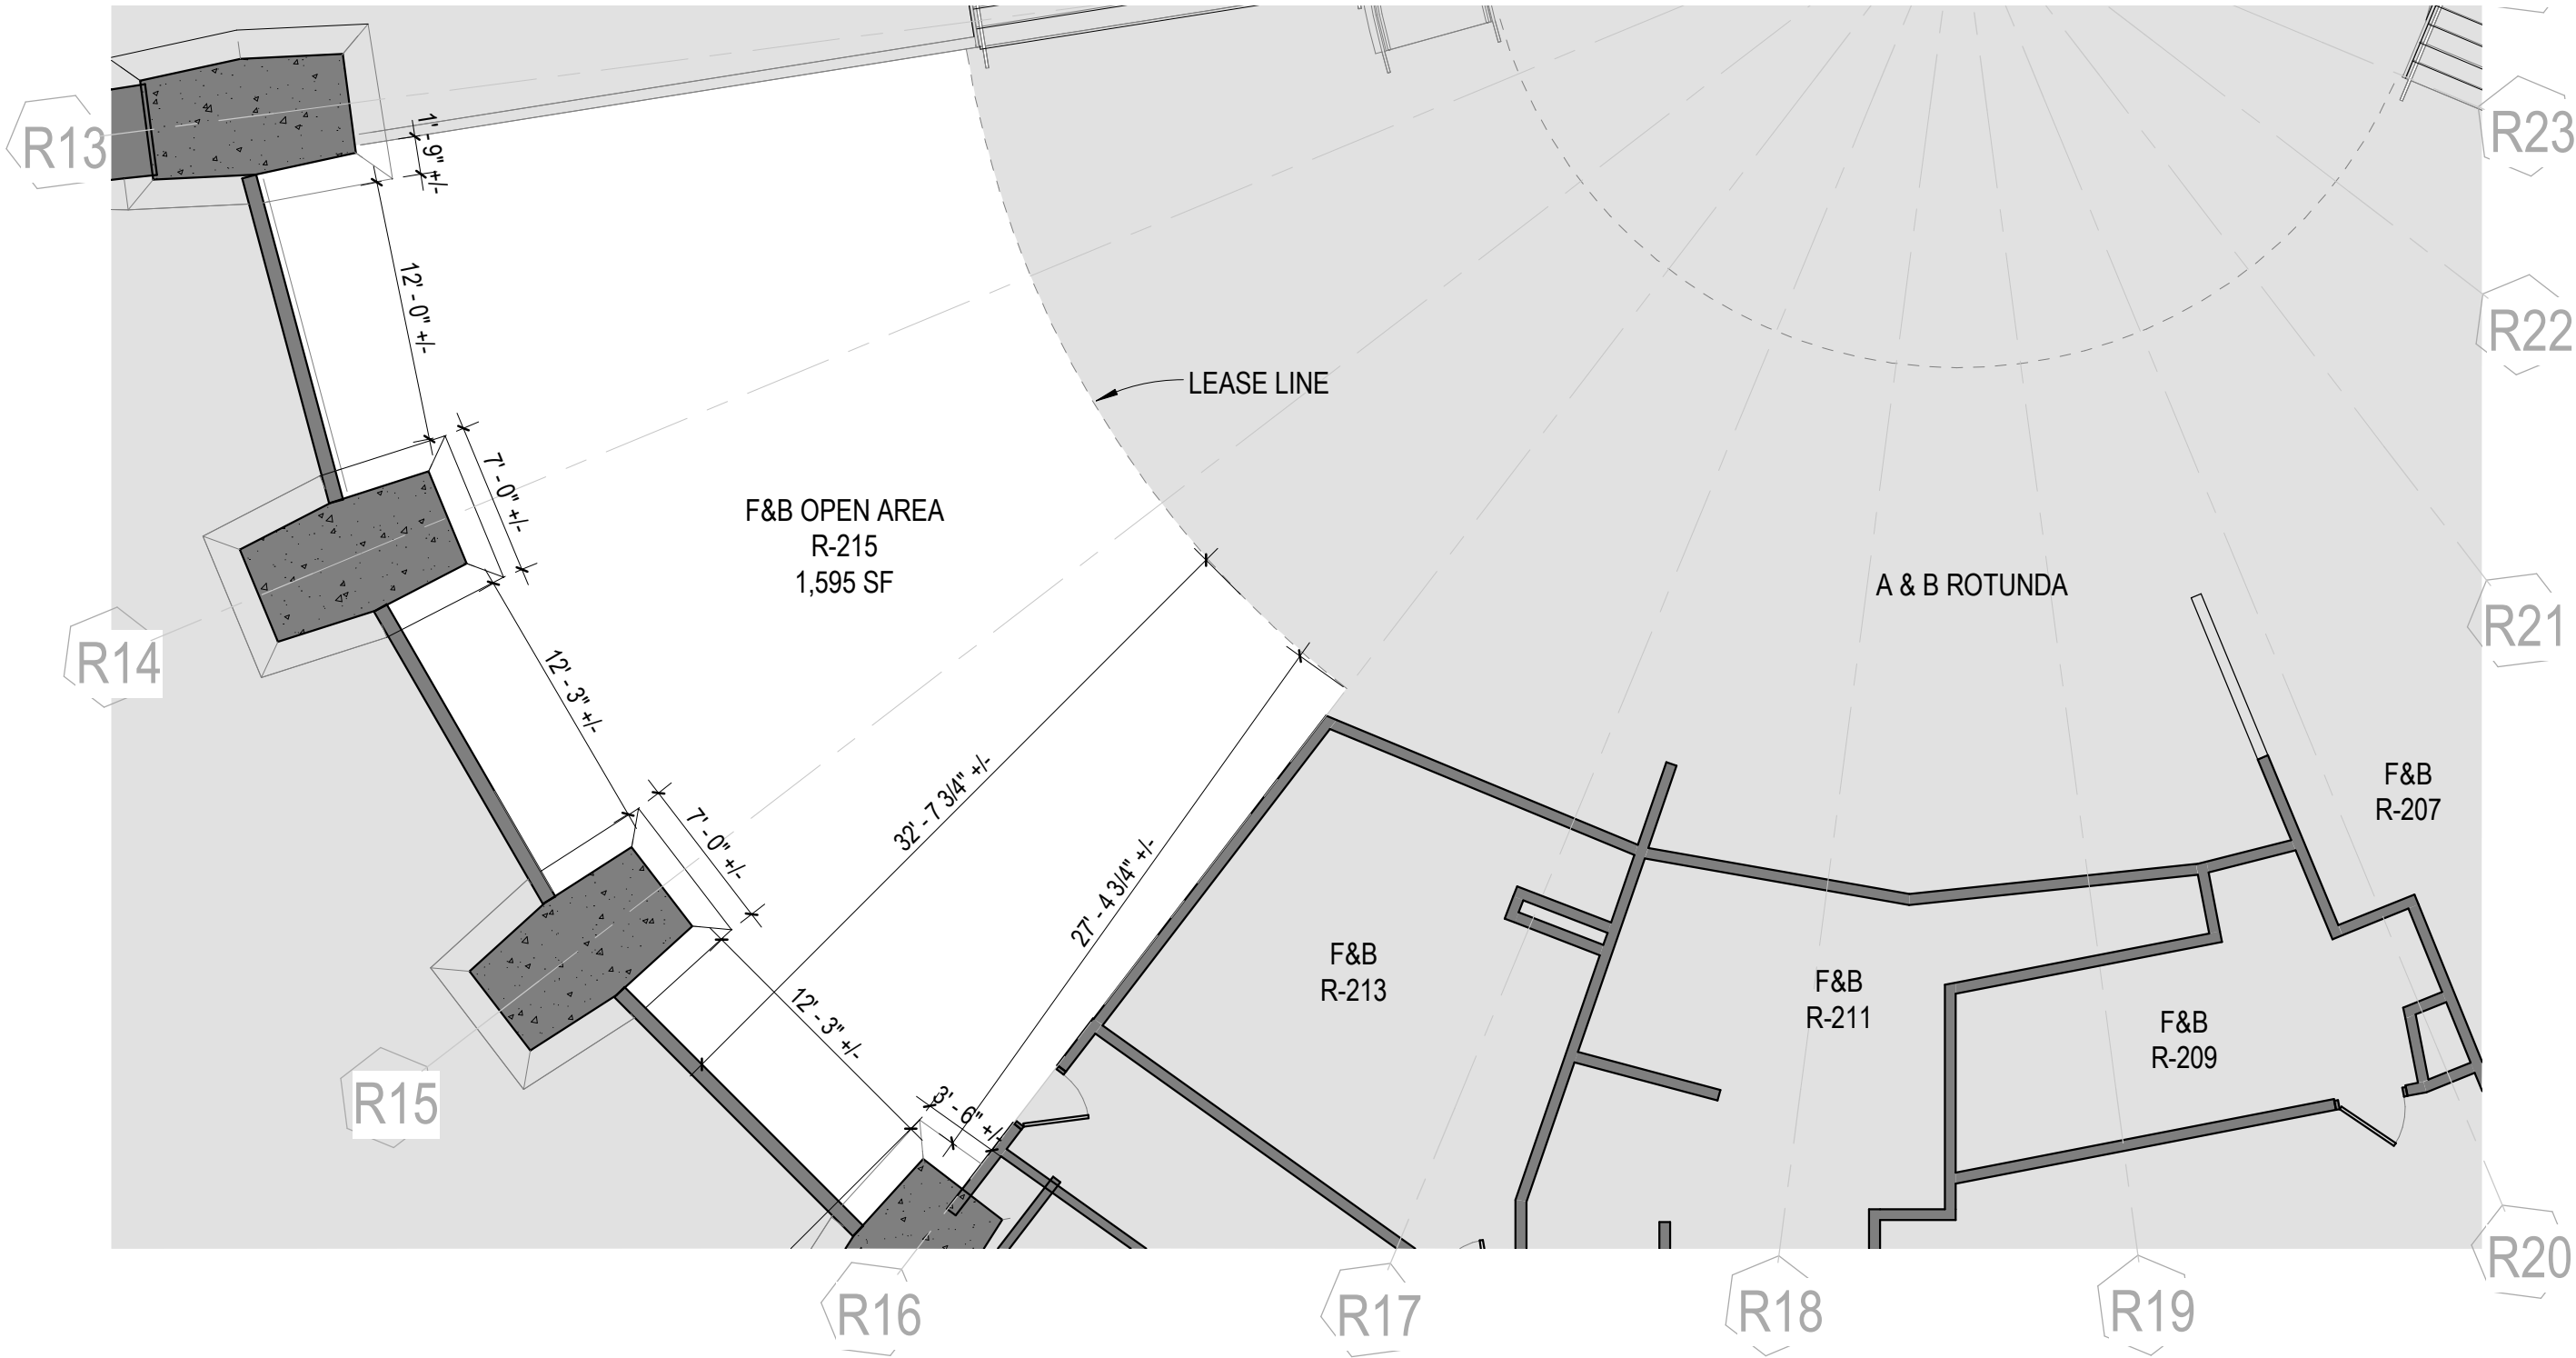 R13
1' - 9" +/-
R23
12' - 0" +/-
R22
LEASE LINE
7' - 0" +/-
F&B OPEN AREA
R-215
1,595 SF
A & B ROTUNDA
R21
R14
12' - 3" +/-
32' - 7 3/4" +/-
7' - 0" +/-
27' - 4 3/4" +/-
F&B
R-207
F&B
R-213
F&B
R-211
F&B
R-209
12' - 3" +/-
3' - 6" +/-
R15
R20
R16
R17
R18
R19